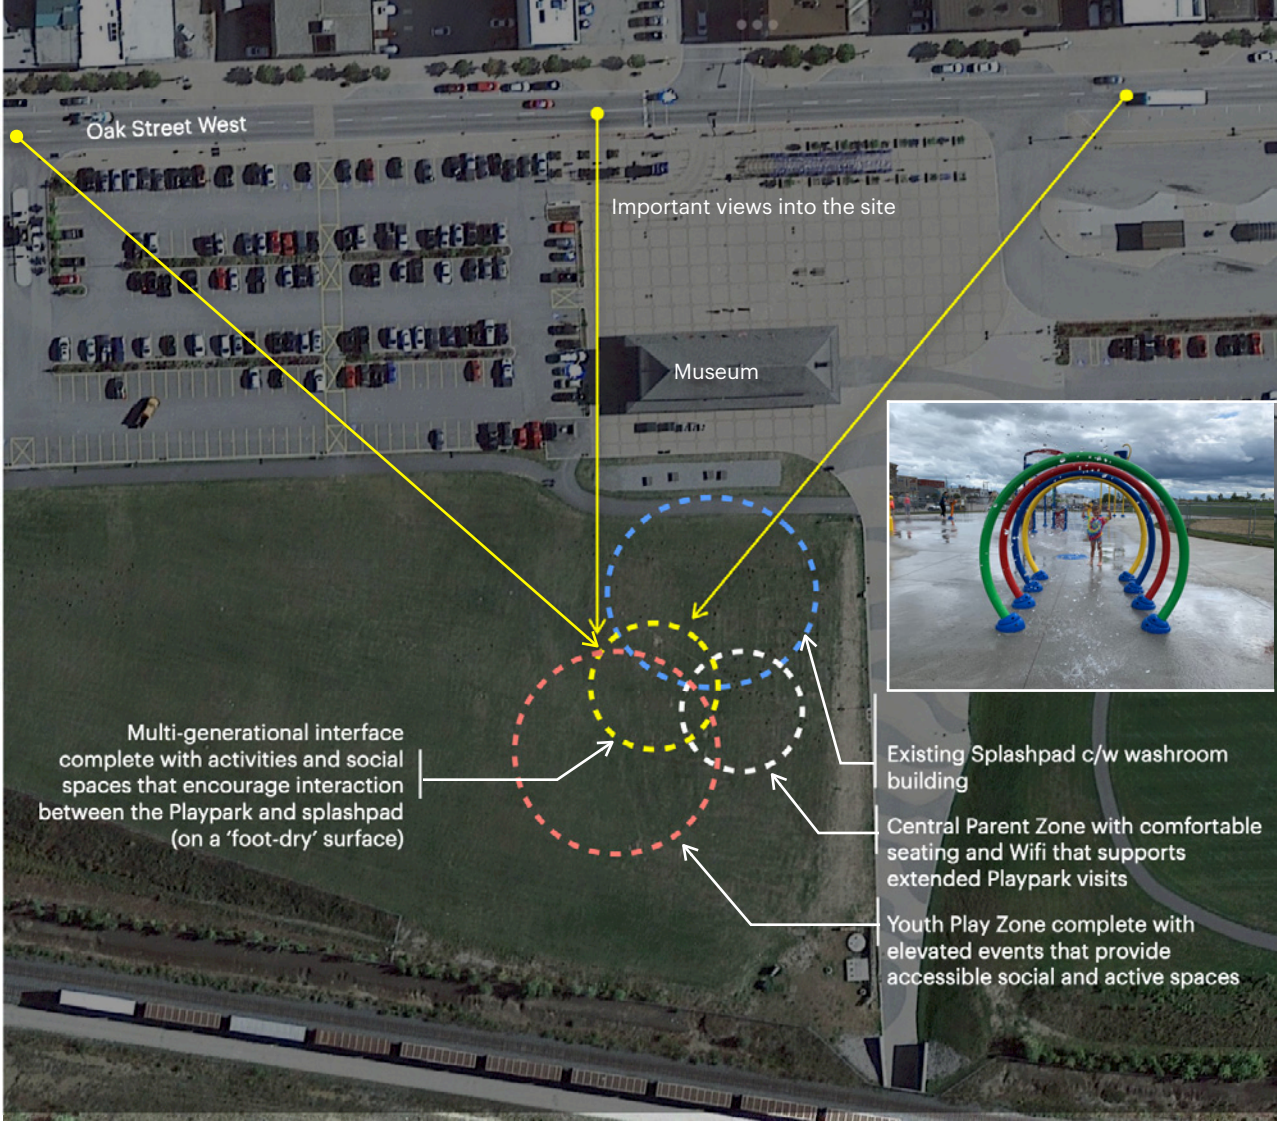 Oak Street West
Important views into the site
Museum
Multi-generational interface
complete with activities and social
spaces that encourage interaction
between the Playpark and splashpad
(on a ‘foot-dry’ surface)
Existing Splashpad c/w washroom
building
Central Parent Zone with comfortable
seating and Wifi that supports
extended Playpark visits
Youth Play Zone complete with
elevated events that provide
accessible social and active spaces